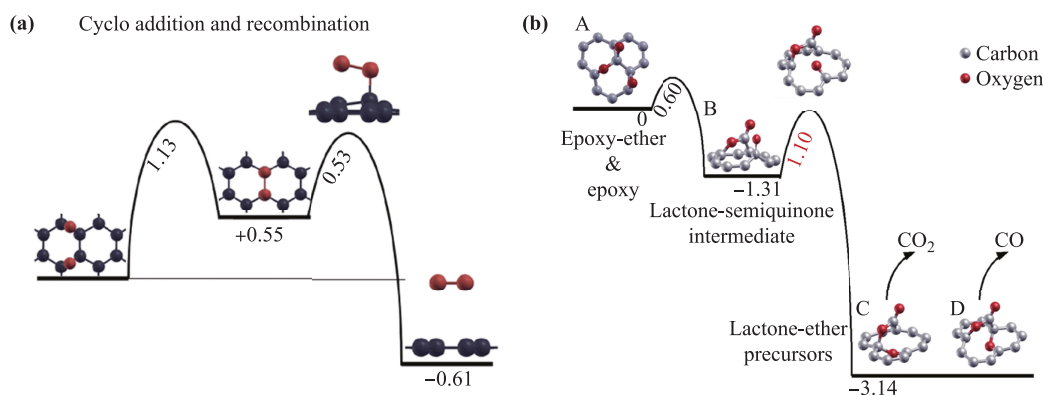 (a)
Cyclo addition and recombination
1.13
+0.55
0.53
−0.61
(b)
A
0
0.60
Epoxy-ether
&
epoxy
B
−1.31
Lactone-semiquinone
intermediate
1.10
Carbon
Oxygen
CO₂
CO
C
D
Lactone-ether
precursors
−3.14